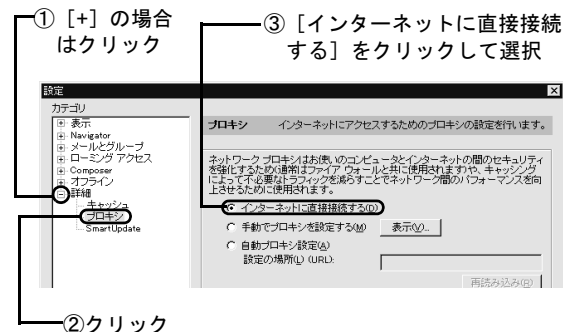 ① [+] の場合
はクリック
③ [インターネットに直接接続
する] をクリックして選択
設定
カテゴリ
表示
Navigator
メールとグループ
ローミング アクセス
Composer
オフライン
詳細
キャッシュ
プロキシ
SmartUpdate
プロキシ
インターネットにアクセスするためのプロキシの設定を行います。
ネットワーク プロキシはお使いのコンピュータとインターネットの間のセキュリティ
を強化するため(通常はファイア ウォールと共に使用されます)や、キャッシング
によって不必要なトラフィックを減らすことでネットワーク間のパフォーマンスを向
上させるために使用されます。
インターネットに直接接続する(D)
手動でプロキシを設定する(M)
表示(V)...
自動プロキシ設定(A)
設定の場所(L) (URL):
再読み込み(R)
②クリック